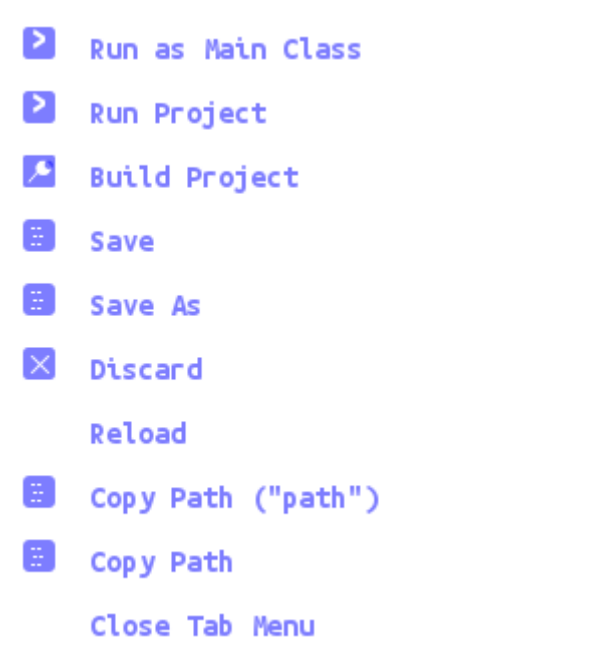 Run as Main Class
Run Project
Build Project
Save
Save As
Discard
Reload
Copy Path ("path")
Copy Path
Close Tab Menu